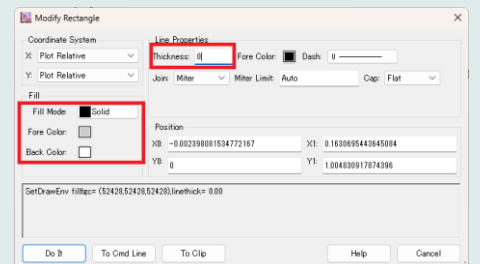 Modify Rectangle
Coordinate System
X: Plot Relative
Y: Plot Relative
Line Properties
Thickness: 0 Fore Color: Dash: 0
Join: Miter Miter Limit: Auto Cap: Flat
Fill
Fill Mode: Solid
Fore Color:
Back Color:
Position
X0: -0.002398081534772167 X1: 0.1630695443645084
Y0: 0 Y1: 1.004830917874396
SetDrawEnv fillfgc= (52428,52428,52428),linethick= 0.00
Do It To Cmd Line To Clip Help Cancel